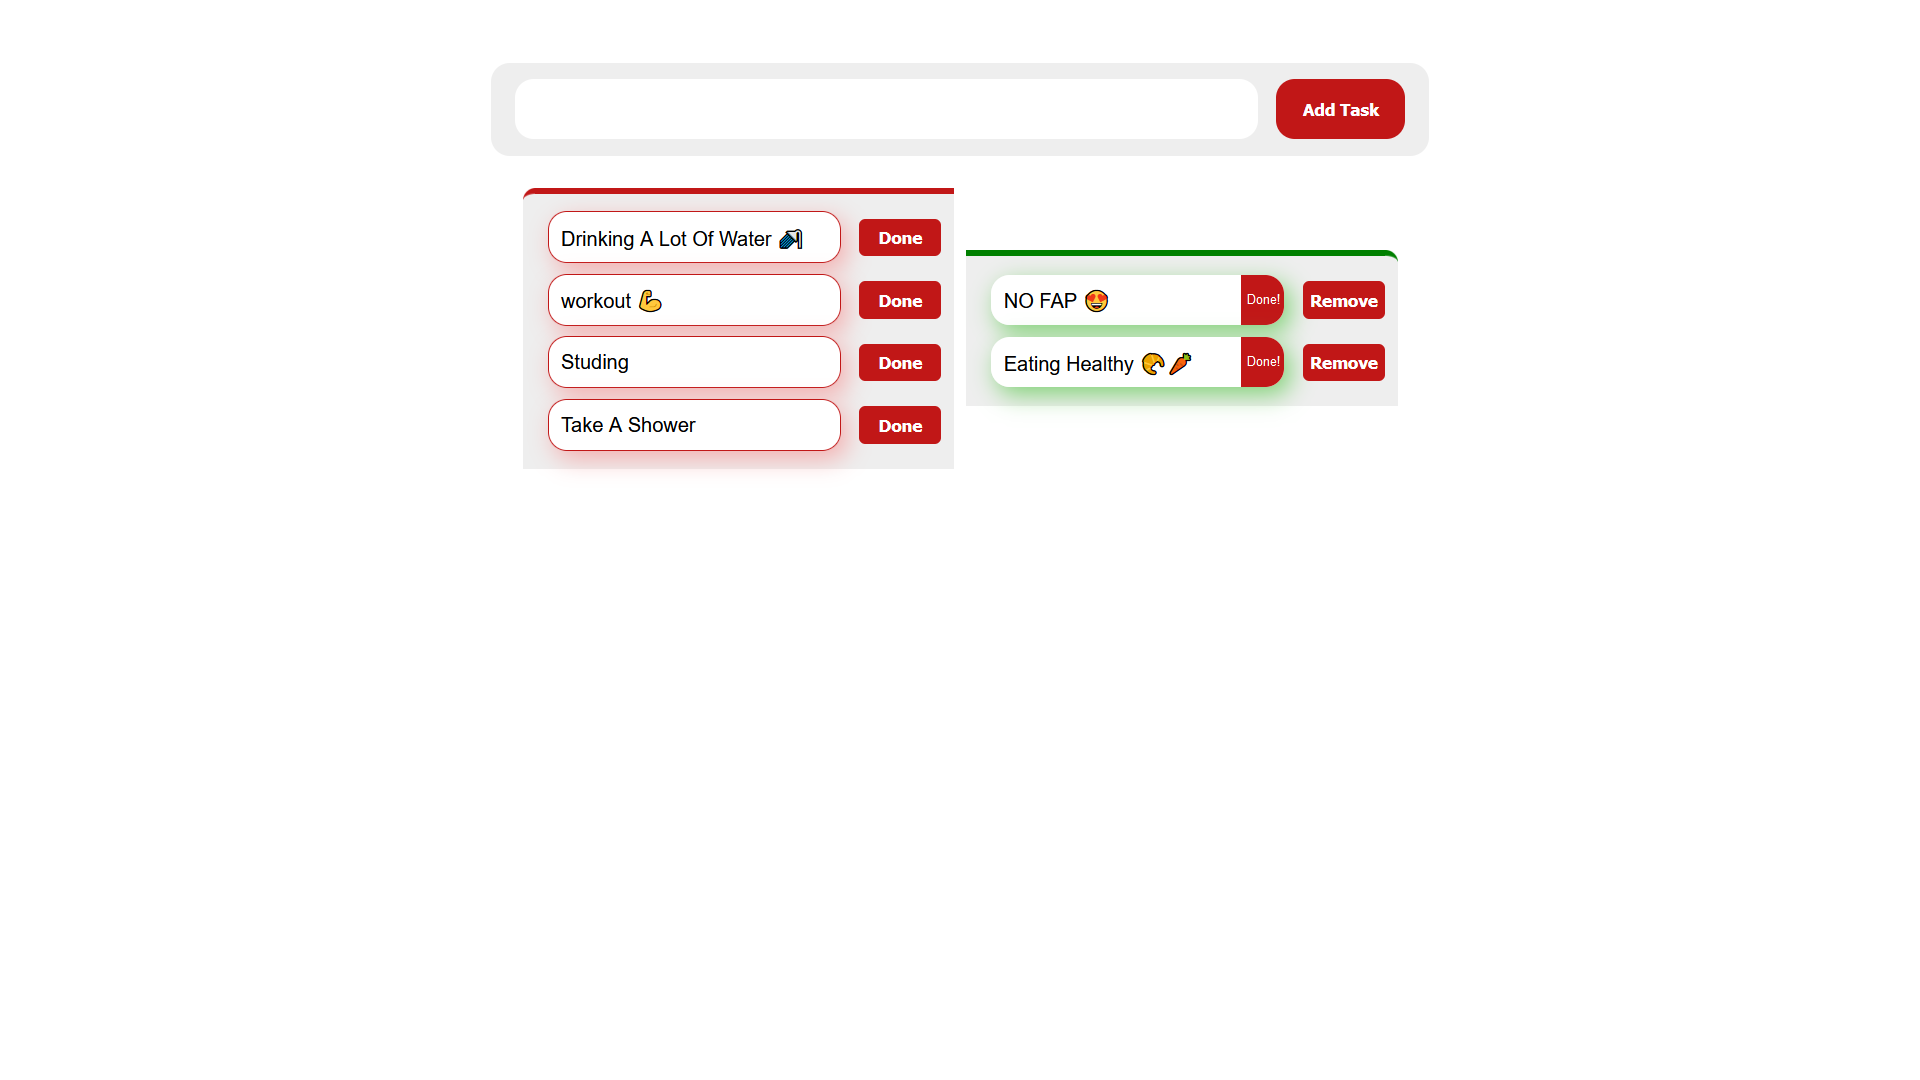 Add Task
Drinking A Lot Of Water 🚿 Done
workout 💪 Done
Studing Done
Take A Shower Done
NO FAP 😍 Done! Remove
Eating Healthy 🥐🥕 Done! Remove